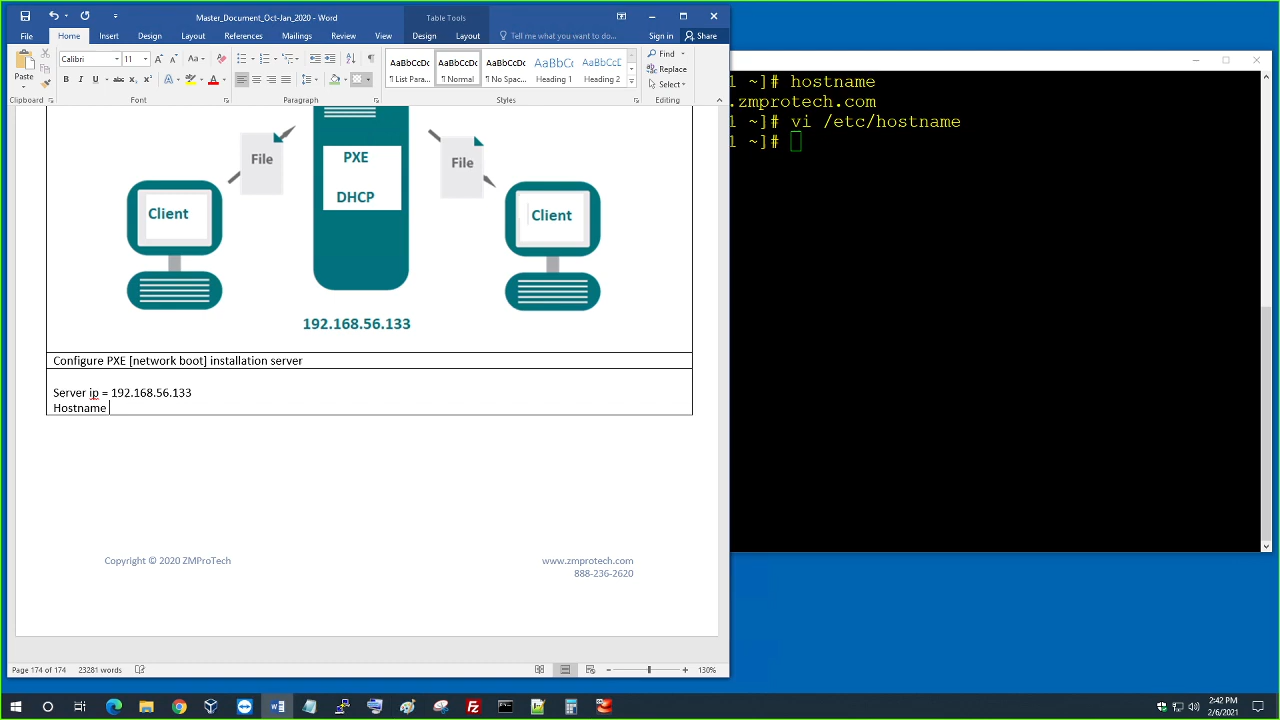 Master_Document_Oct-Jan_2020 - Word
Table Tools
File Home Insert Design Layout References Mailings Review View Design Layout Tell me what you want to do... Sign in Share
Paste
Calibri 11
AaBbCcDc AaBbCcDc AaBbCcDc AaBbCc AaBbCcE
¶ List Para... ¶ Normal ¶ No Spac... Heading 1 Heading 2
Find
Replace
Select
Clipboard Font Paragraph Styles Editing
File
File
PXE
DHCP
Client
Client
192.168.56.133
Configure PXE [network boot] installation server
Server ip = 192.168.56.133
Hostname
Copyright © 2020 ZMProTech
www.zmprotech.com
888-236-2620
Page 174 of 174 23281 words
130%
1 ~]# hostname
.zmprotech.com
1 ~]# vi /etc/hostname
1 ~]#
2:42 PM
2/6/2021